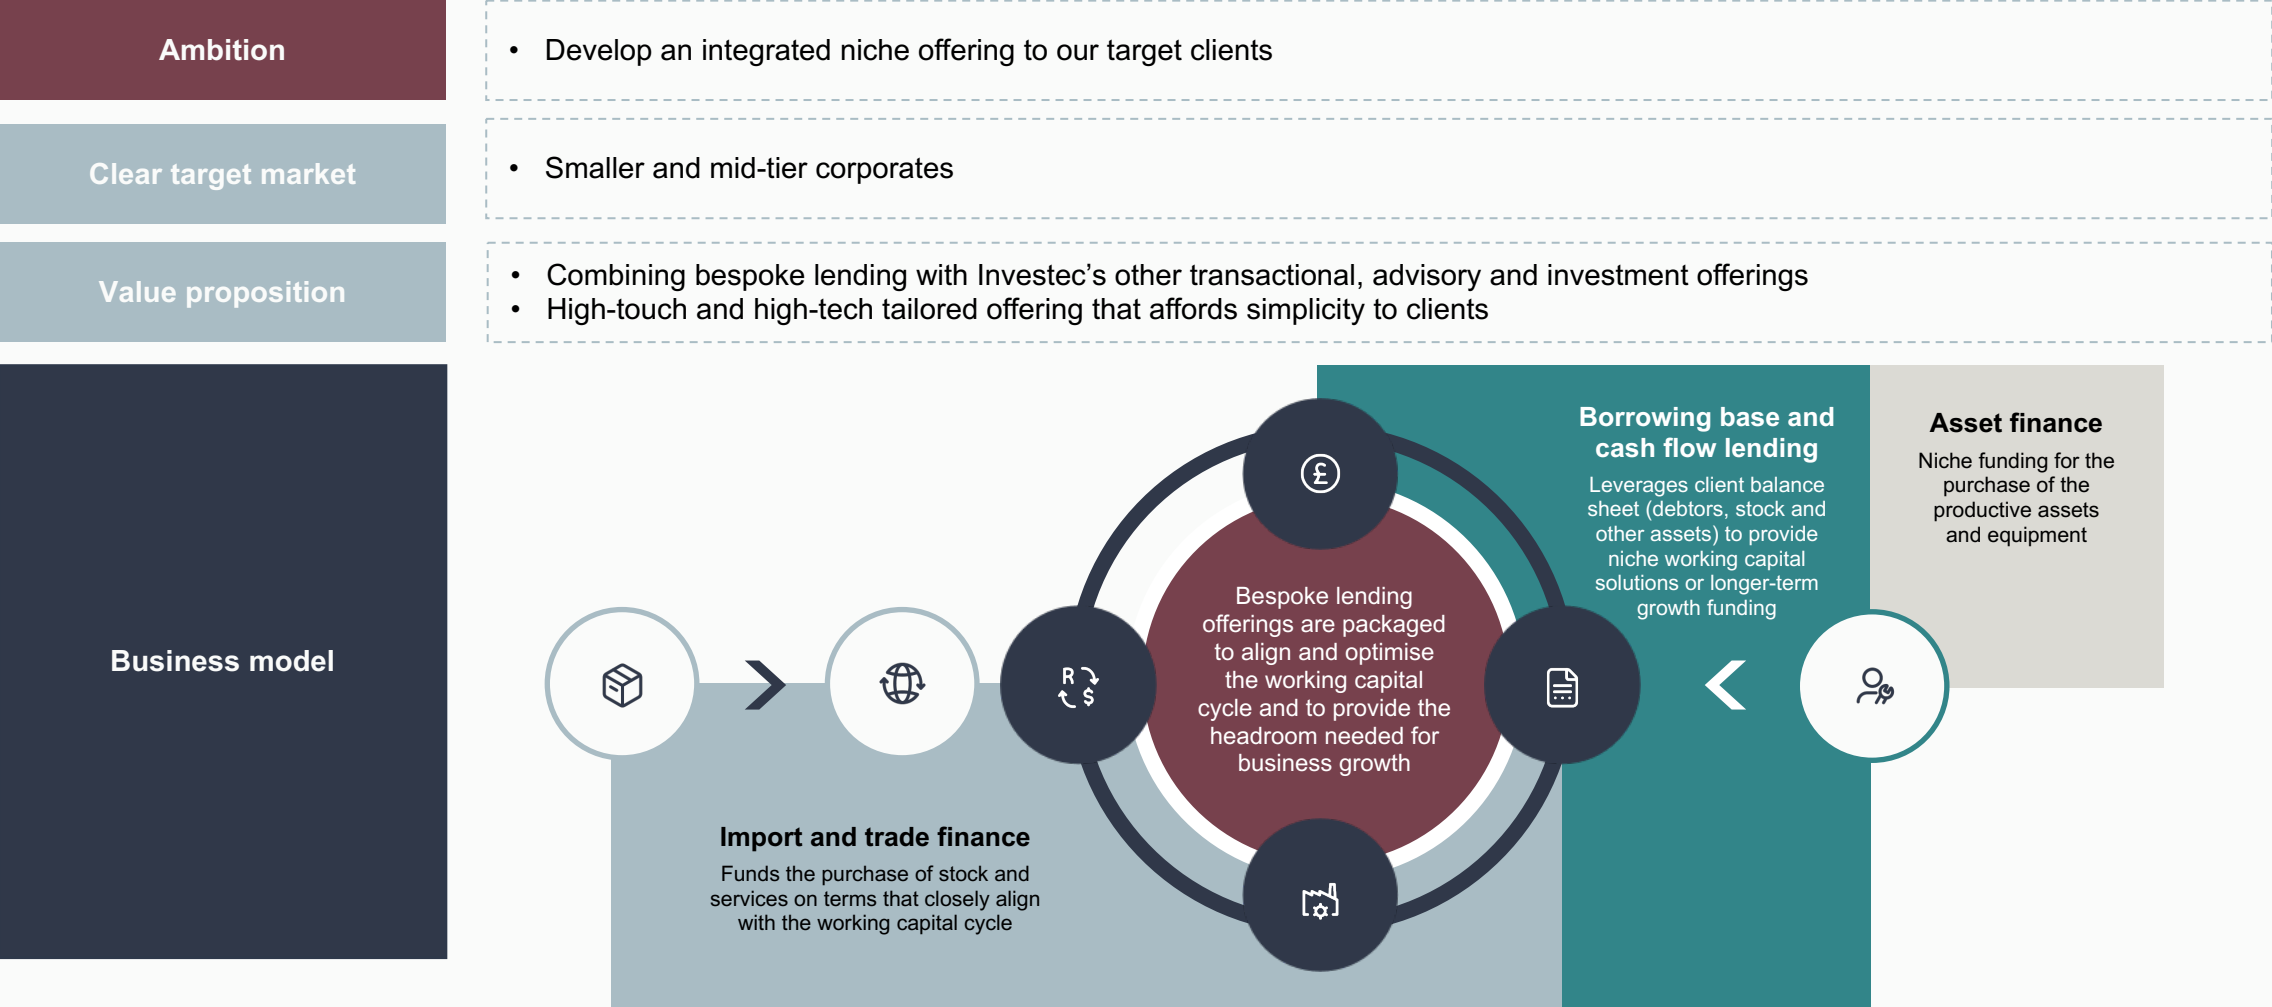 Ambition
• Develop an integrated niche offering to our target clients
Clear target market
• Smaller and mid-tier corporates
Value proposition
• Combining bespoke lending with Investec’s other transactional, advisory and investment offerings
• High-touch and high-tech tailored offering that affords simplicity to clients
Business model
Borrowing base and
cash flow lending
Leverages client balance
sheet (debtors, stock and
other assets) to provide
niche working capital
solutions or longer-term
growth funding
Asset finance
Niche funding for the
purchase of the
productive assets
and equipment
£
Bespoke lending
offerings are packaged
to align and optimise
the working capital
cycle and to provide the
headroom needed for
business growth
R
$
Import and trade finance
Funds the purchase of stock and
services on terms that closely align
with the working capital cycle